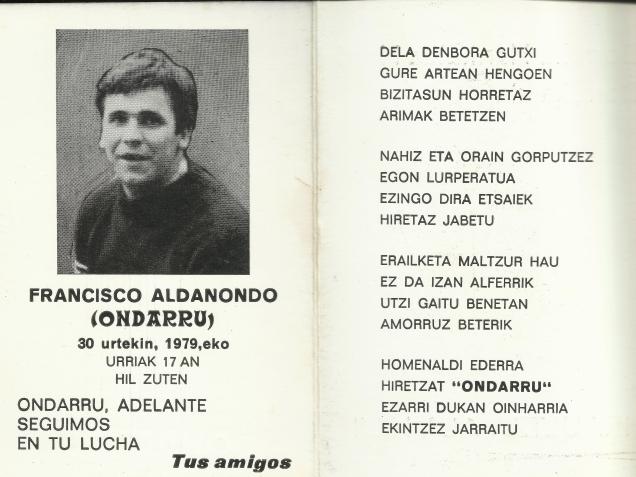 FRANCISCO ALDANONDO
(ONDARRU)
30 urtekin, 1979,eko
URRIAK 17 AN
HIL ZUTEN
ONDARRU, ADELANTE
SEGUIMOS
EN TU LUCHA
Tus amigos
DELA DENBORA GUTXI
GURE ARTEAN HENGOEN
BIZITASUN HORRETAZ
ARIMAK BETETZEN
NAHIZ ETA ORAIN GORPUTZEZ
EGON LURPERATUA
EZINGO DIRA ETSAIEK
HIRETAZ JABETU
ERAILKETA MALTZUR HAU
EZ DA IZAN ALFERRIK
UTZI GAITU BENETAN
AMORRUZ BETERIK
HOMENALDI EDERRA
HIRETZAT "ONDARRU"
EZARRI DUKAN OINHARRIA
EKINTZEZ JARRAITU